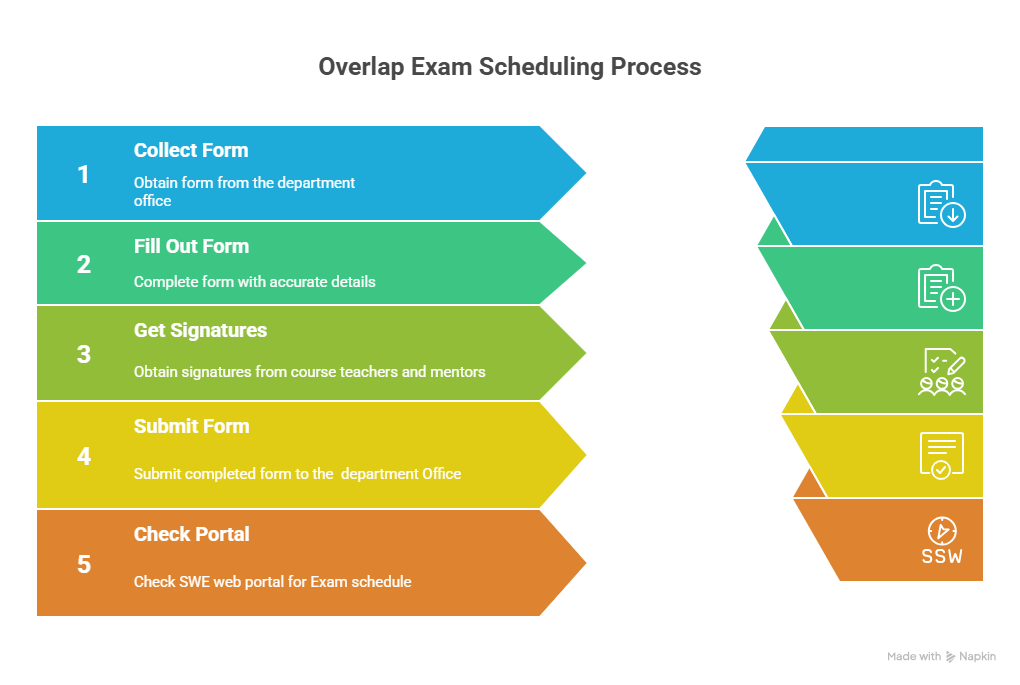 Overlap Exam Scheduling Process
1
Collect Form
Obtain form from the department
office
2
Fill Out Form
Complete form with accurate details
3
Get Signatures
Obtain signatures from course teachers and mentors
4
Submit Form
Submit completed form to the  department Office
5
Check Portal
Check SWE web portal for Exam schedule
SSW
Made with Napkin